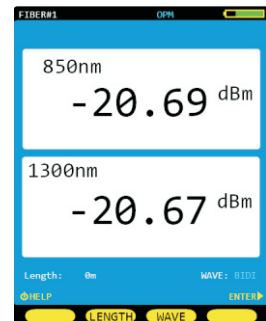 FIBER#1 OPM
850nm
-20.69 dBm
1300nm
-20.67 dBm
Length: 0m WAVE: BIDI
HELP ENTER
LENGTH WAVE